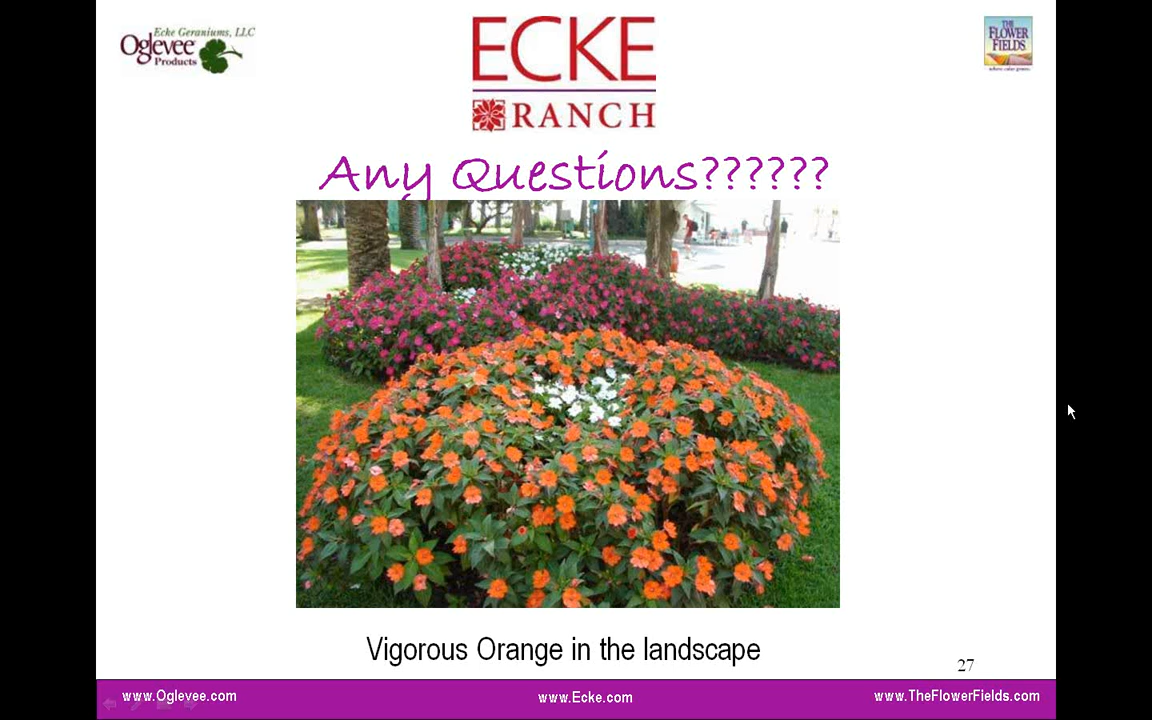 Ecke Geraniums, LLC
Oglevee
Products
ECKE
RANCH
THE
FLOWER
FIELDS
Any Questions??????
Vigorous Orange in the landscape
27
www.Oglevee.com
www.Ecke.com
www.TheFlowerFields.com